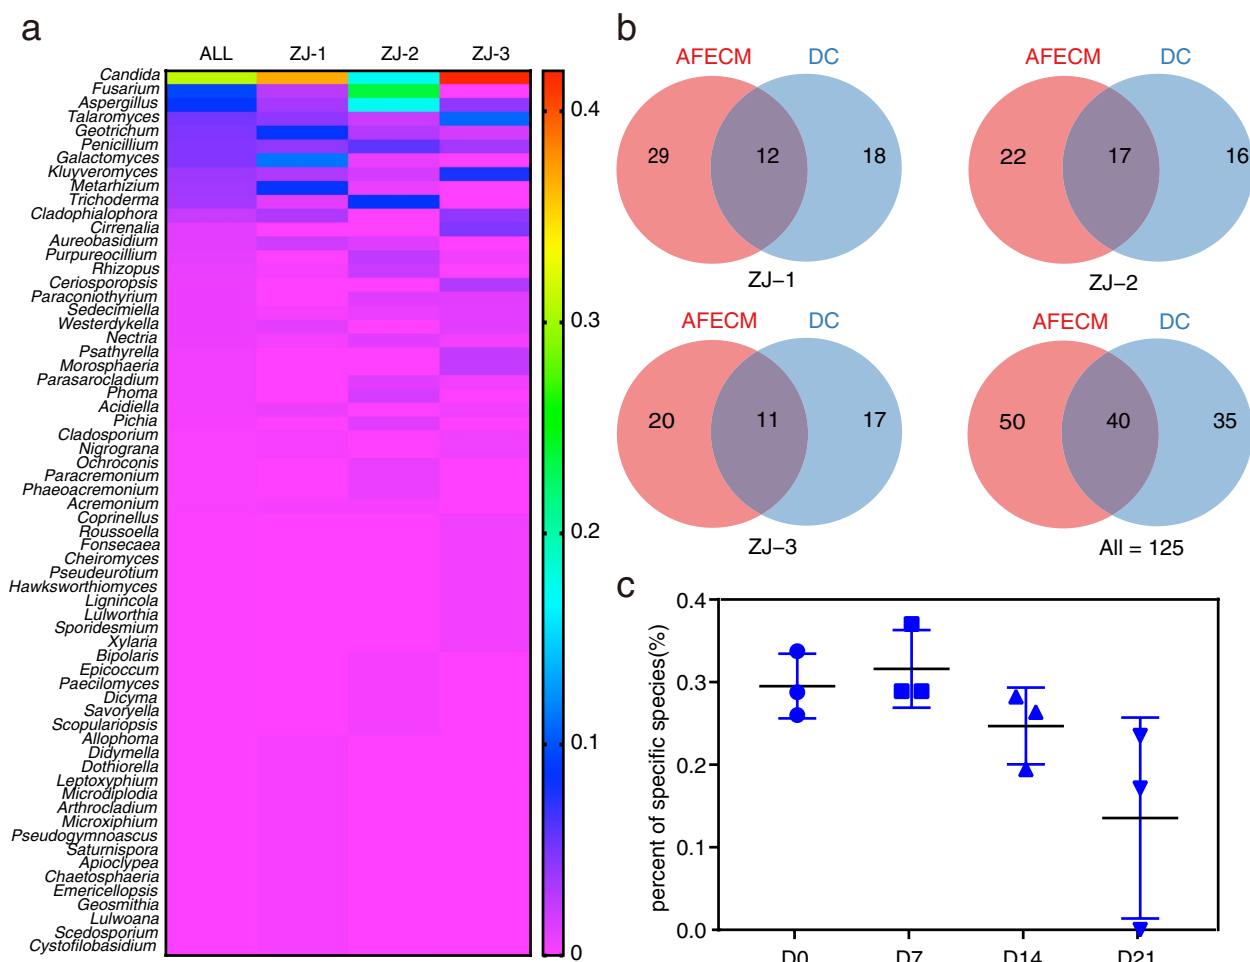 a
ALL ZJ-1 ZJ-2 ZJ-3
Candida
Fusarium
Aspergillus
Talaromyces
Geotrichum
Penicillium
Galactomyces
Kluyveromyces
Metarhizium
Trichoderma
Cladophialophora
Cirrenalia
Aureobasidium
Purpureocillium
Rhizopus
Ceriosporopsis
Paraconiothyrium
Sedecimiella
Westerdykella
Nectria
Psathyrella
Morosphaeria
Parasarocladium
Phoma
Acidiella
Pichia
Cladosporium
Nigrograna
Ochroconis
Paracremonium
Phaeoacremonium
Acremonium
Coprinellus
Roussoella
Fonsecaea
Cheiromyces
Pseudeurotium
Hawksworthiomyces
Lignincola
Lulworthia
Sporidesmium
Xylaria
Bipolaris
Epicoccum
Paecilomyces
Dicyma
Savoryella
Scopulariopsis
Allophoma
Didymella
Dothiorella
Leptoxyphium
Microdiplodia
Arthrocladium
Microxiphium
Pseudogymnoascus
Saturnispora
Apioclypea
Chaetosphaeria
Emericellopsis
Geosmithia
Lulwoana
Scedosporium
Cystofilobasidium
0.4
0.3
0.2
0.1
0
b
AFECM DC
29 12 18
ZJ−1
AFECM DC
22 17 16
ZJ−2
AFECM DC
20 11 17
ZJ−3
AFECM DC
50 40 35
All = 125
c
percent of specific species(%)
0.4
0.3
0.2
0.1
0.0
D0 D7 D14 D21